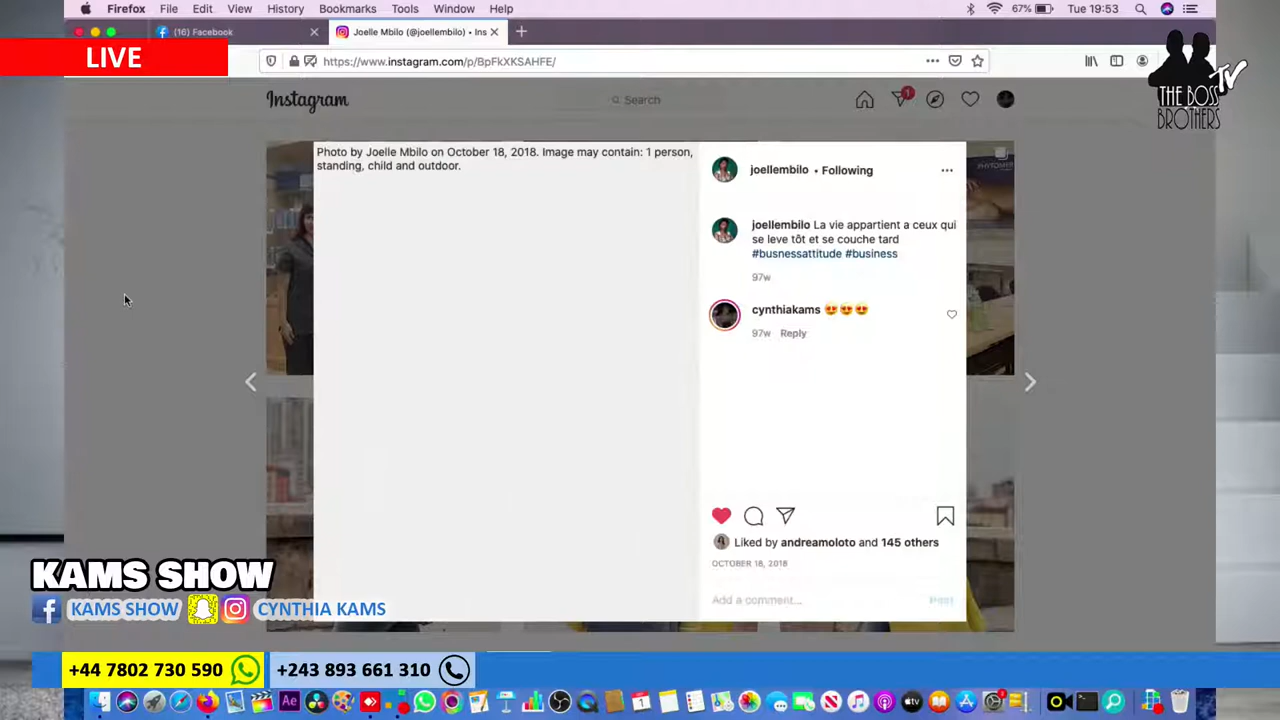 Firefox File Edit View History Bookmarks Tools Window Help 67% Tue 19:53
(16) Facebook
Joelle Mbilo (@joellembilo) • Ins
LIVE
https://www.instagram.com/p/BpFkXKSAHFE/
THE BOSS BROTHERS TV
Instagram
Search
1
Photo by Joelle Mbilo on October 18, 2018. Image may contain: 1 person,
standing, child and outdoor.
joellembilo • Following
joellembilo La vie appartient a ceux qui
se leve tôt et se couche tard
#busnessattitude #business
97w
cynthiakams 😍😍😍
97w Reply
Liked by andreamoloto and 145 others
OCTOBER 18, 2018
Add a comment... Post
KAMS SHOW
KAMS SHOW CYNTHIA KAMS
+44 7802 730 590 +243 893 661 310